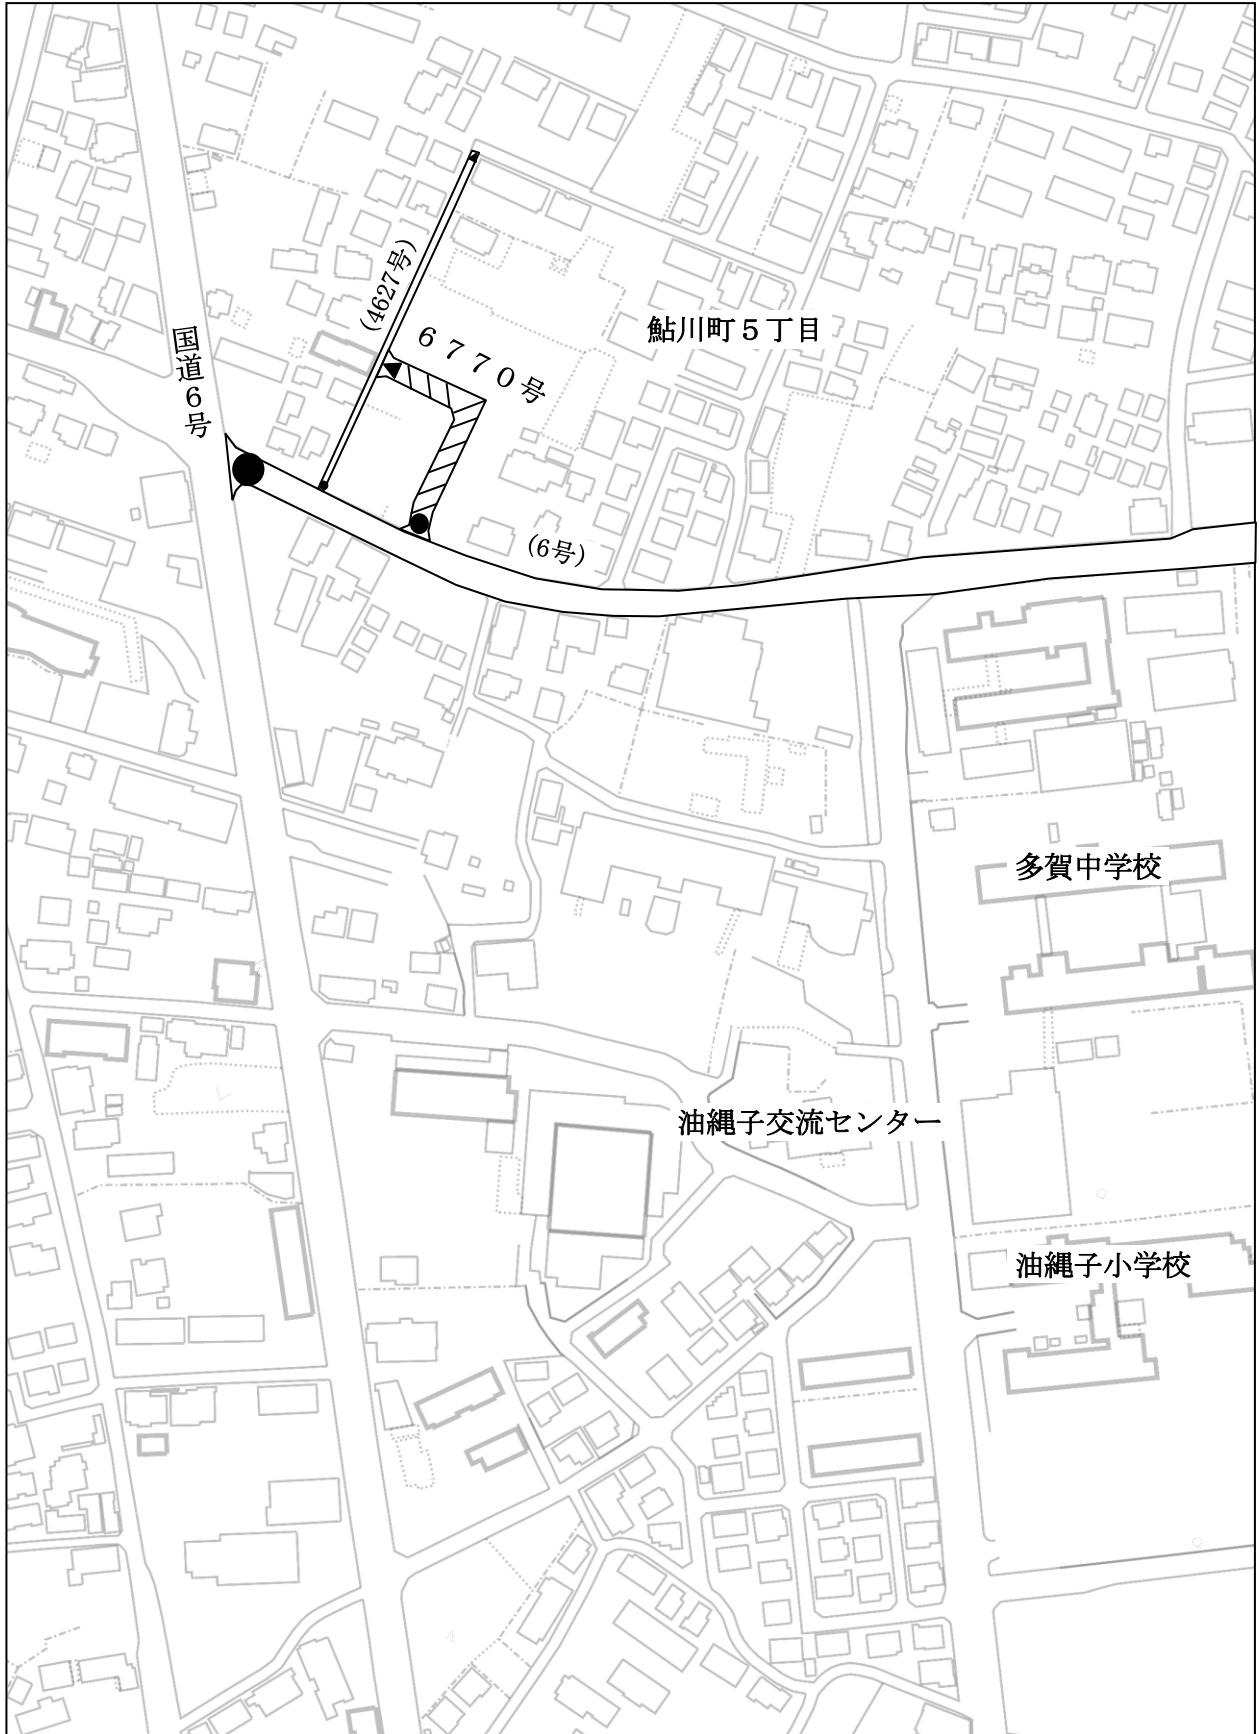 (4627号)
６７７０号
鮎川町５丁目
国道６号
(6号)
多賀中学校
油縄子交流センター
油縄子小学校